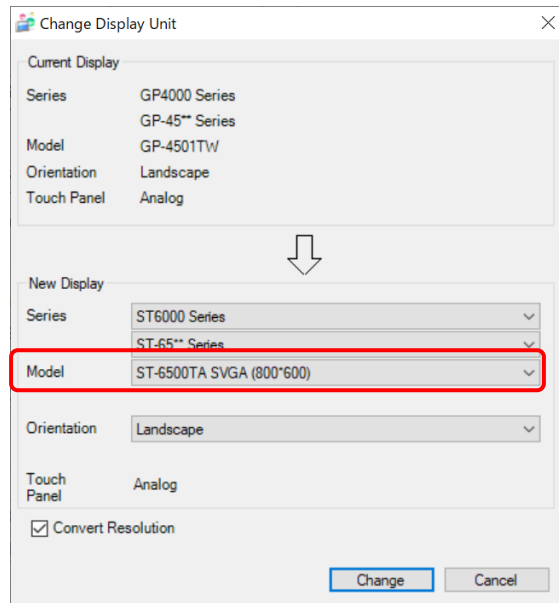 Change Display Unit
Current Display
Series GP4000 Series
GP-45** Series
Model GP-4501TW
Orientation Landscape
Touch Panel Analog
New Display
Series ST6000 Series
ST-65** Series
Model ST-6500TA SVGA (800*600)
Orientation Landscape
Touch
Panel Analog
Convert Resolution
Change Cancel